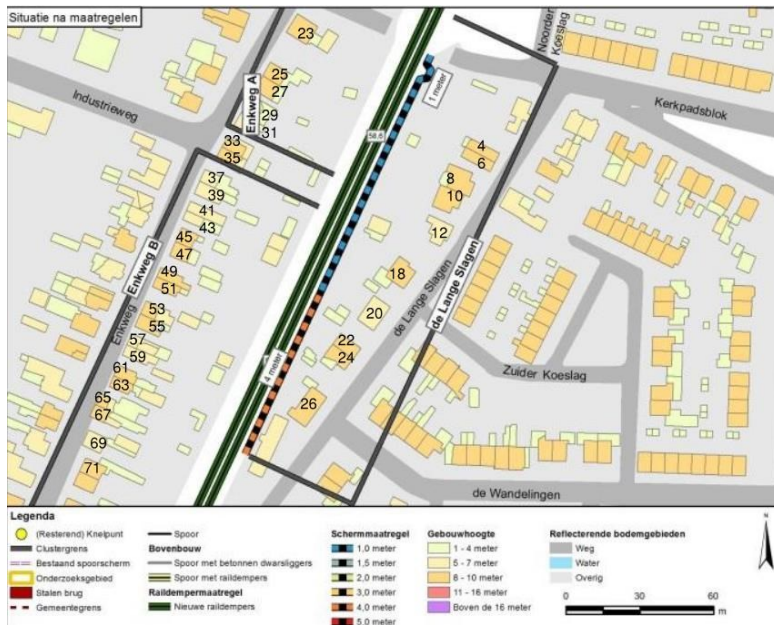 Situatie na maatregelen
23
Noorder
Koeslag
25
27
Enkweg A
1 meter
Industrieweg
Kerkpadsblok
29
31
58.6
33
35
4
6
37
8
39
10
41
43
12
45
47
Enkweg B
49
18
51
de Lange Slagen
de Lange Slagen
53
20
55
Enkweg
57
22
59
24
61
4 meter
63
Zuider Koeslag
65
26
67
69
71
de Wandelingen
Legenda
(Resterend) Knelpunt
Clustergrens
Bestaand spoorscherm
Onderzoeksgebied
Stalen brug
Gemeentegrens
Spoor
Bovenbouw
Spoor met betonnen dwarsliggers
Spoor met raildempers
Raildempermaatregel
Nieuwe raildempers
Schermmaatregel
1,0 meter
1,5 meter
2,0 meter
3,0 meter
4,0 meter
5,0 meter
Gebouwhoogte
1 - 4 meter
5 - 7 meter
8 - 10 meter
11 - 16 meter
Boven de 16 meter
Reflecterende bodemgebieden
Weg
Water
Overig
N
0 30 60
m